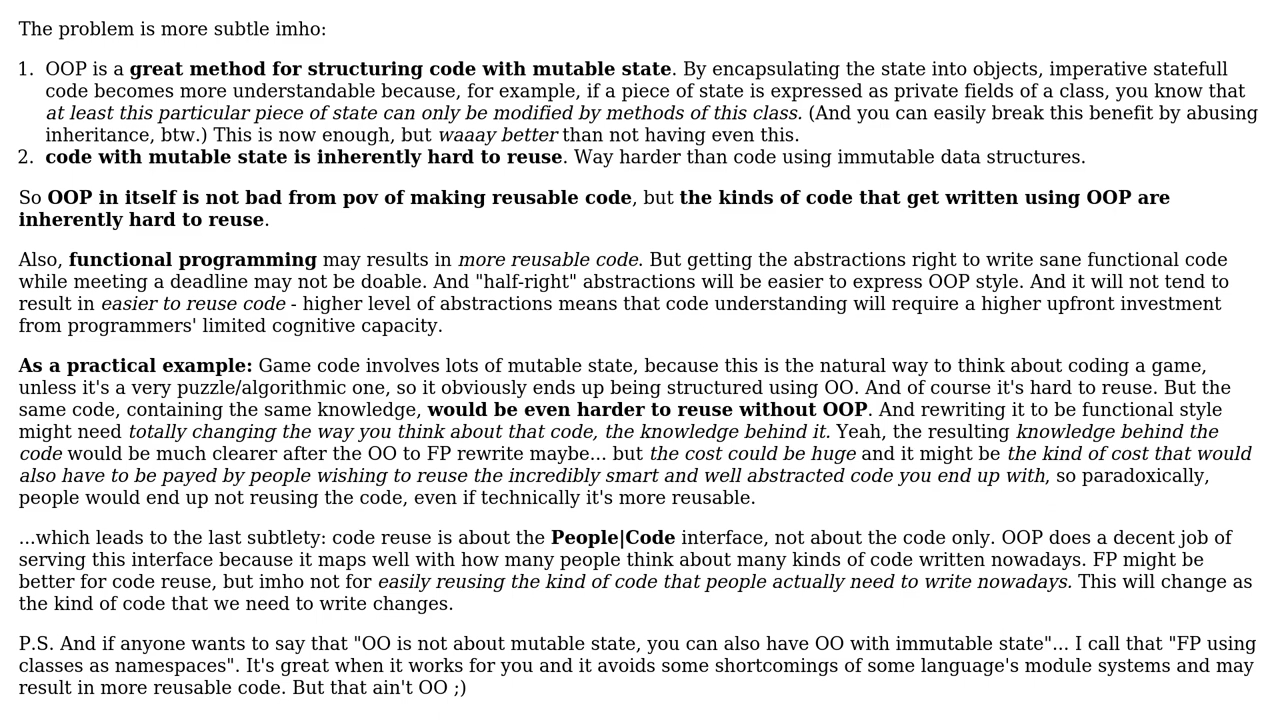 The problem is more subtle imho:
1. OOP is a great method for structuring code with mutable state. By encapsulating the state into objects, imperative statefull
code becomes more understandable because, for example, if a piece of state is expressed as private fields of a class, you know that
at least this particular piece of state can only be modified by methods of this class. (And you can easily break this benefit by abusing
inheritance, btw.) This is now enough, but waaay better than not having even this.
2. code with mutable state is inherently hard to reuse. Way harder than code using immutable data structures.
So OOP in itself is not bad from pov of making reusable code, but the kinds of code that get written using OOP are
inherently hard to reuse.
Also, functional programming may results in more reusable code. But getting the abstractions right to write sane functional code
while meeting a deadline may not be doable. And "half-right" abstractions will be easier to express OOP style. And it will not tend to
result in easier to reuse code - higher level of abstractions means that code understanding will require a higher upfront investment
from programmers' limited cognitive capacity.
As a practical example: Game code involves lots of mutable state, because this is the natural way to think about coding a game,
unless it's a very puzzle/algorithmic one, so it obviously ends up being structured using OO. And of course it's hard to reuse. But the
same code, containing the same knowledge, would be even harder to reuse without OOP. And rewriting it to be functional style
might need totally changing the way you think about that code, the knowledge behind it. Yeah, the resulting knowledge behind the
code would be much clearer after the OO to FP rewrite maybe... but the cost could be huge and it might be the kind of cost that would
also have to be payed by people wishing to reuse the incredibly smart and well abstracted code you end up with, so paradoxically,
people would end up not reusing the code, even if technically it's more reusable.
...which leads to the last subtlety: code reuse is about the People|Code interface, not about the code only. OOP does a decent job of
serving this interface because it maps well with how many people think about many kinds of code written nowadays. FP might be
better for code reuse, but imho not for easily reusing the kind of code that people actually need to write nowadays. This will change as
the kind of code that we need to write changes.
P.S. And if anyone wants to say that "OO is not about mutable state, you can also have OO with immutable state"... I call that "FP using
classes as namespaces". It's great when it works for you and it avoids some shortcomings of some language's module systems and may
result in more reusable code. But that ain't OO ;)